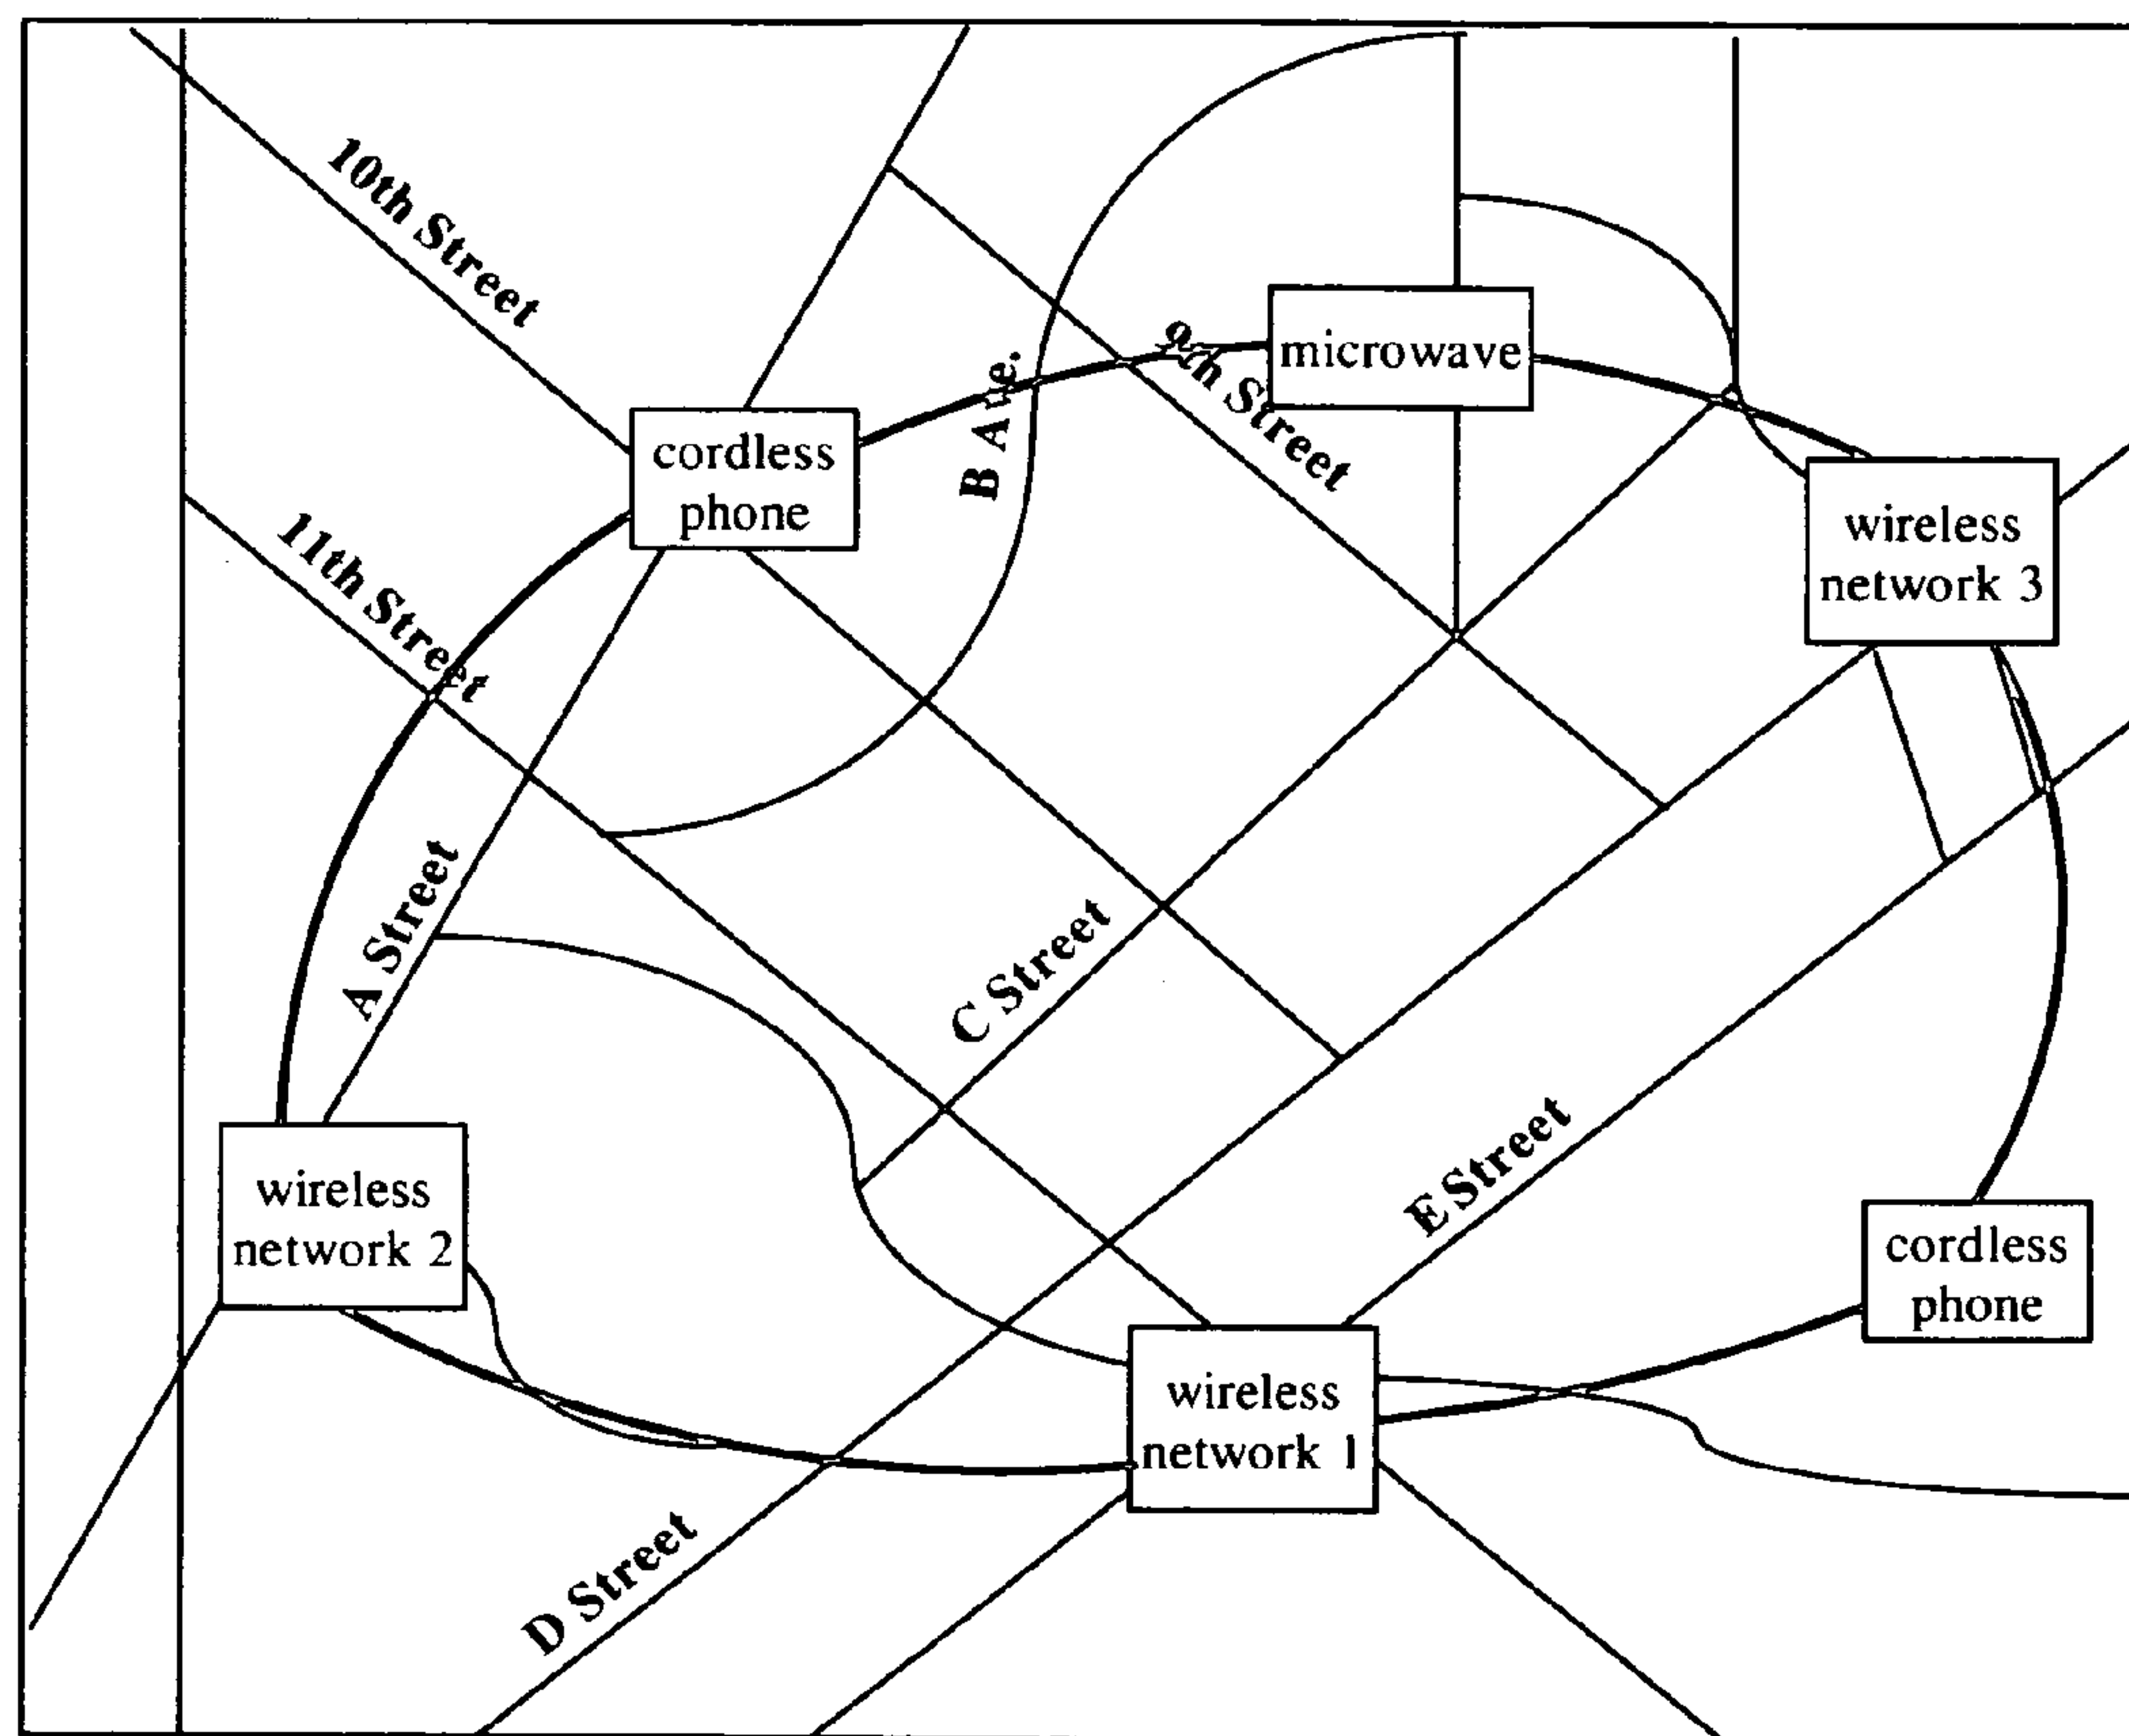 10th Street
9th Street
microwave
B Ave.
cordless
phone
wireless
network 3
11th Street
A Street
C Street
E Street
wireless
network 2
cordless
phone
wireless
network 1
D Street